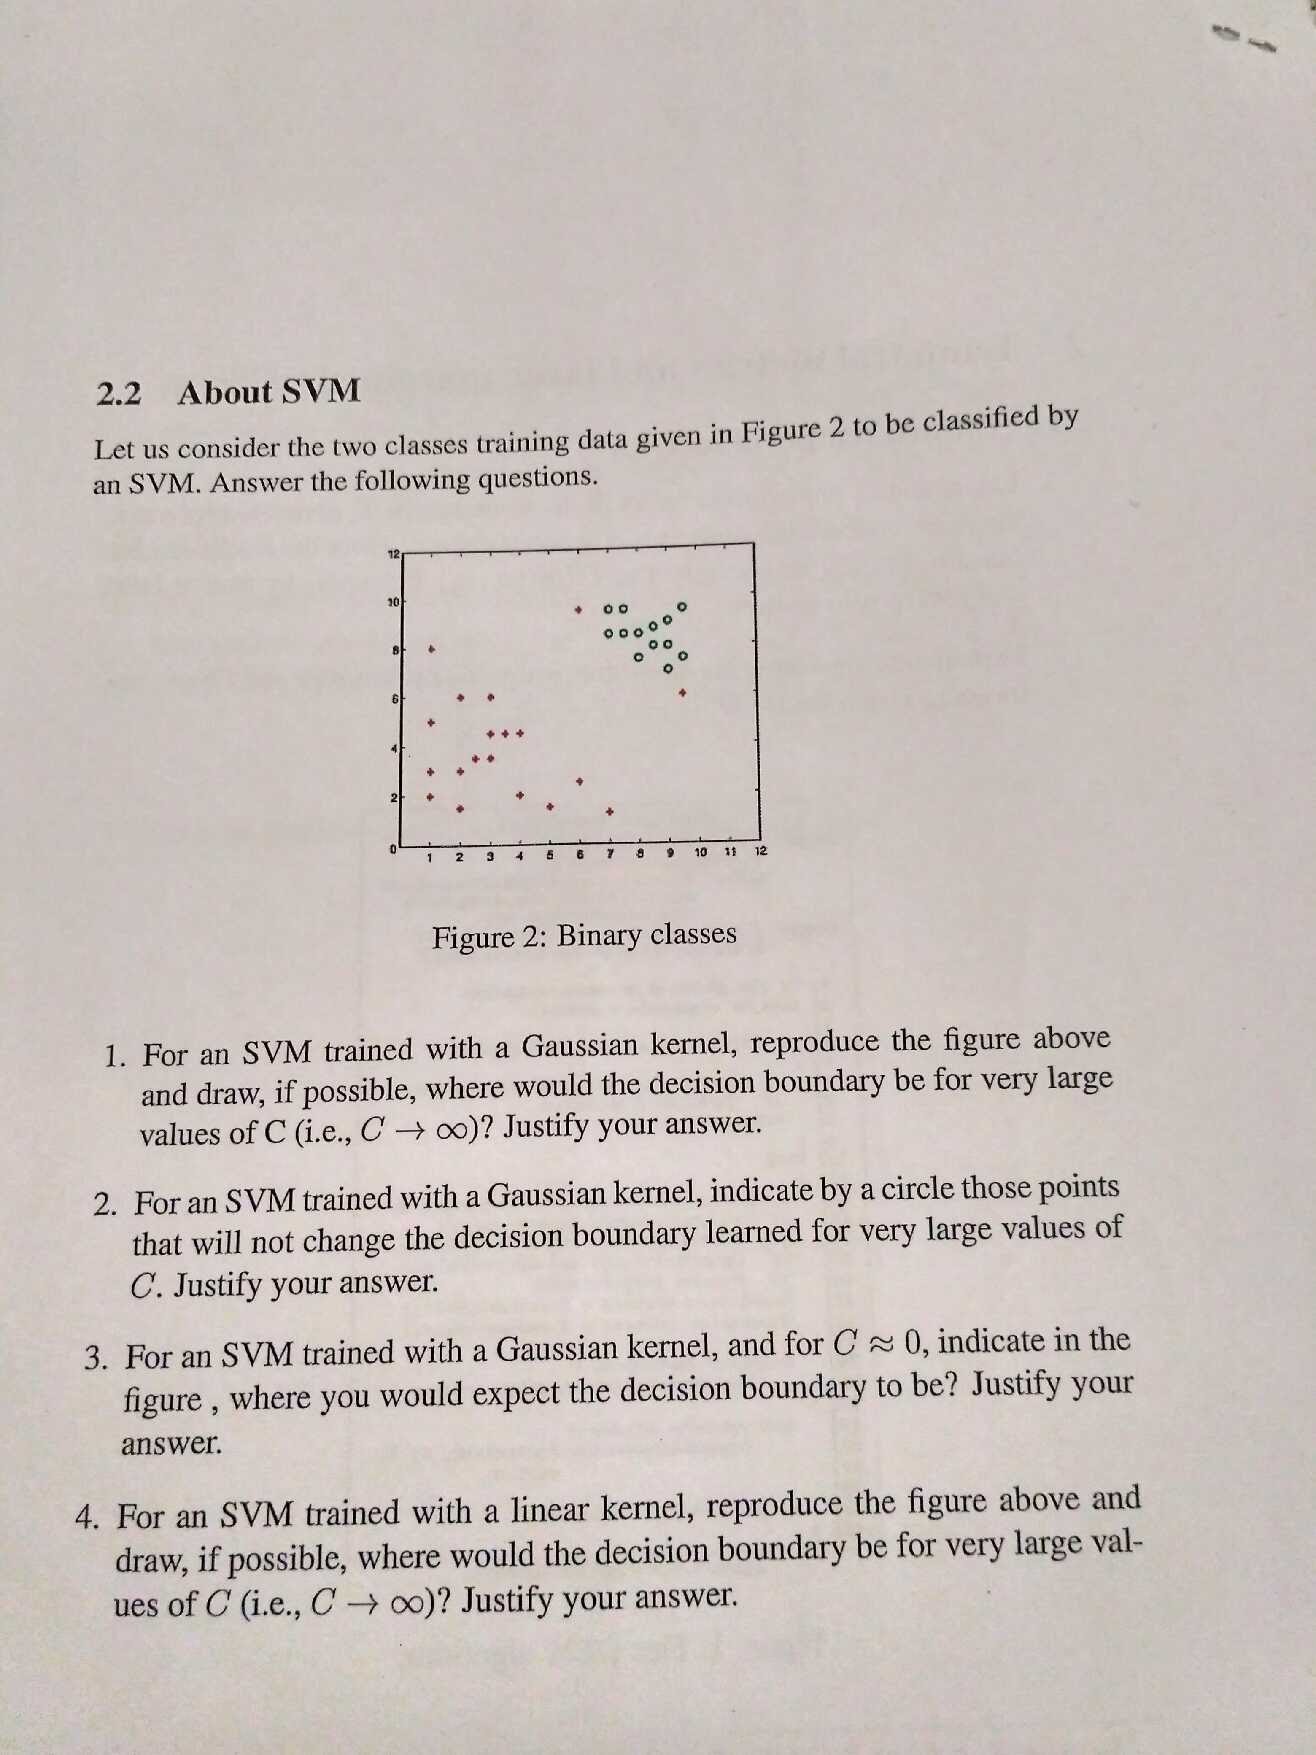 2.2 About SVM
Let us consider the two classes training data given in Figure 2 to be classified by
an SVM. Answer the following questions.
12
10
8
6
4
2
0
1 2 3 4 5 6 7 8 9 10 11 12
Figure 2: Binary classes
1. For an SVM trained with a Gaussian kernel, reproduce the figure above
and draw, if possible, where would the decision boundary be for very large
values of C (i.e., C → ∞)? Justify your answer.
2. For an SVM trained with a Gaussian kernel, indicate by a circle those points
that will not change the decision boundary learned for very large values of
C. Justify your answer.
3. For an SVM trained with a Gaussian kernel, and for C ≈ 0, indicate in the
figure , where you would expect the decision boundary to be? Justify your
answer.
4. For an SVM trained with a linear kernel, reproduce the figure above and
draw, if possible, where would the decision boundary be for very large val-
ues of C (i.e., C → ∞)? Justify your answer.